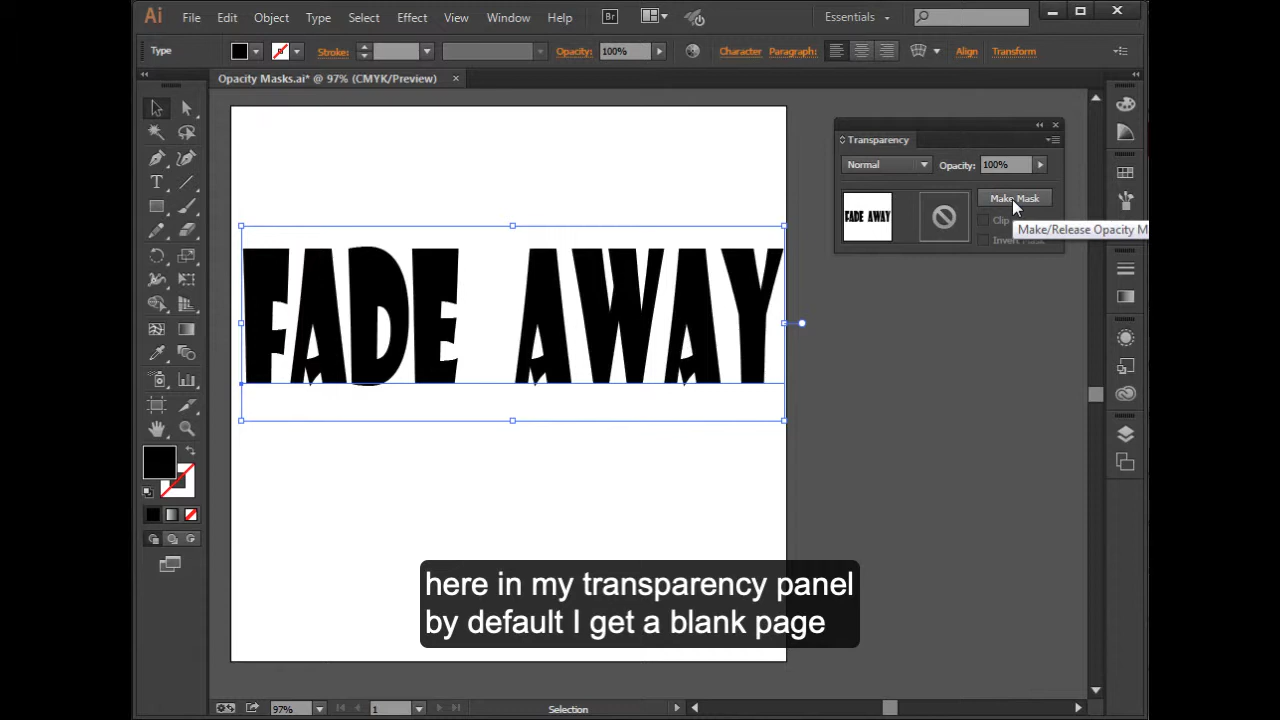 Ai File Edit Object Type Select Effect View Window Help Br Essentials
Type Stroke: Opacity: 100% Character Paragraph: Align Transform
Opacity Masks.ai* @ 97% (CMYK/Preview)
Transparency
Normal Opacity: 100%
FADE AWAY Make Mask
Clip
Make/Release Opacity M
Invert Mask
FADE AWAY
T
here in my transparency panel
by default I get a blank page
97% 1 Selection